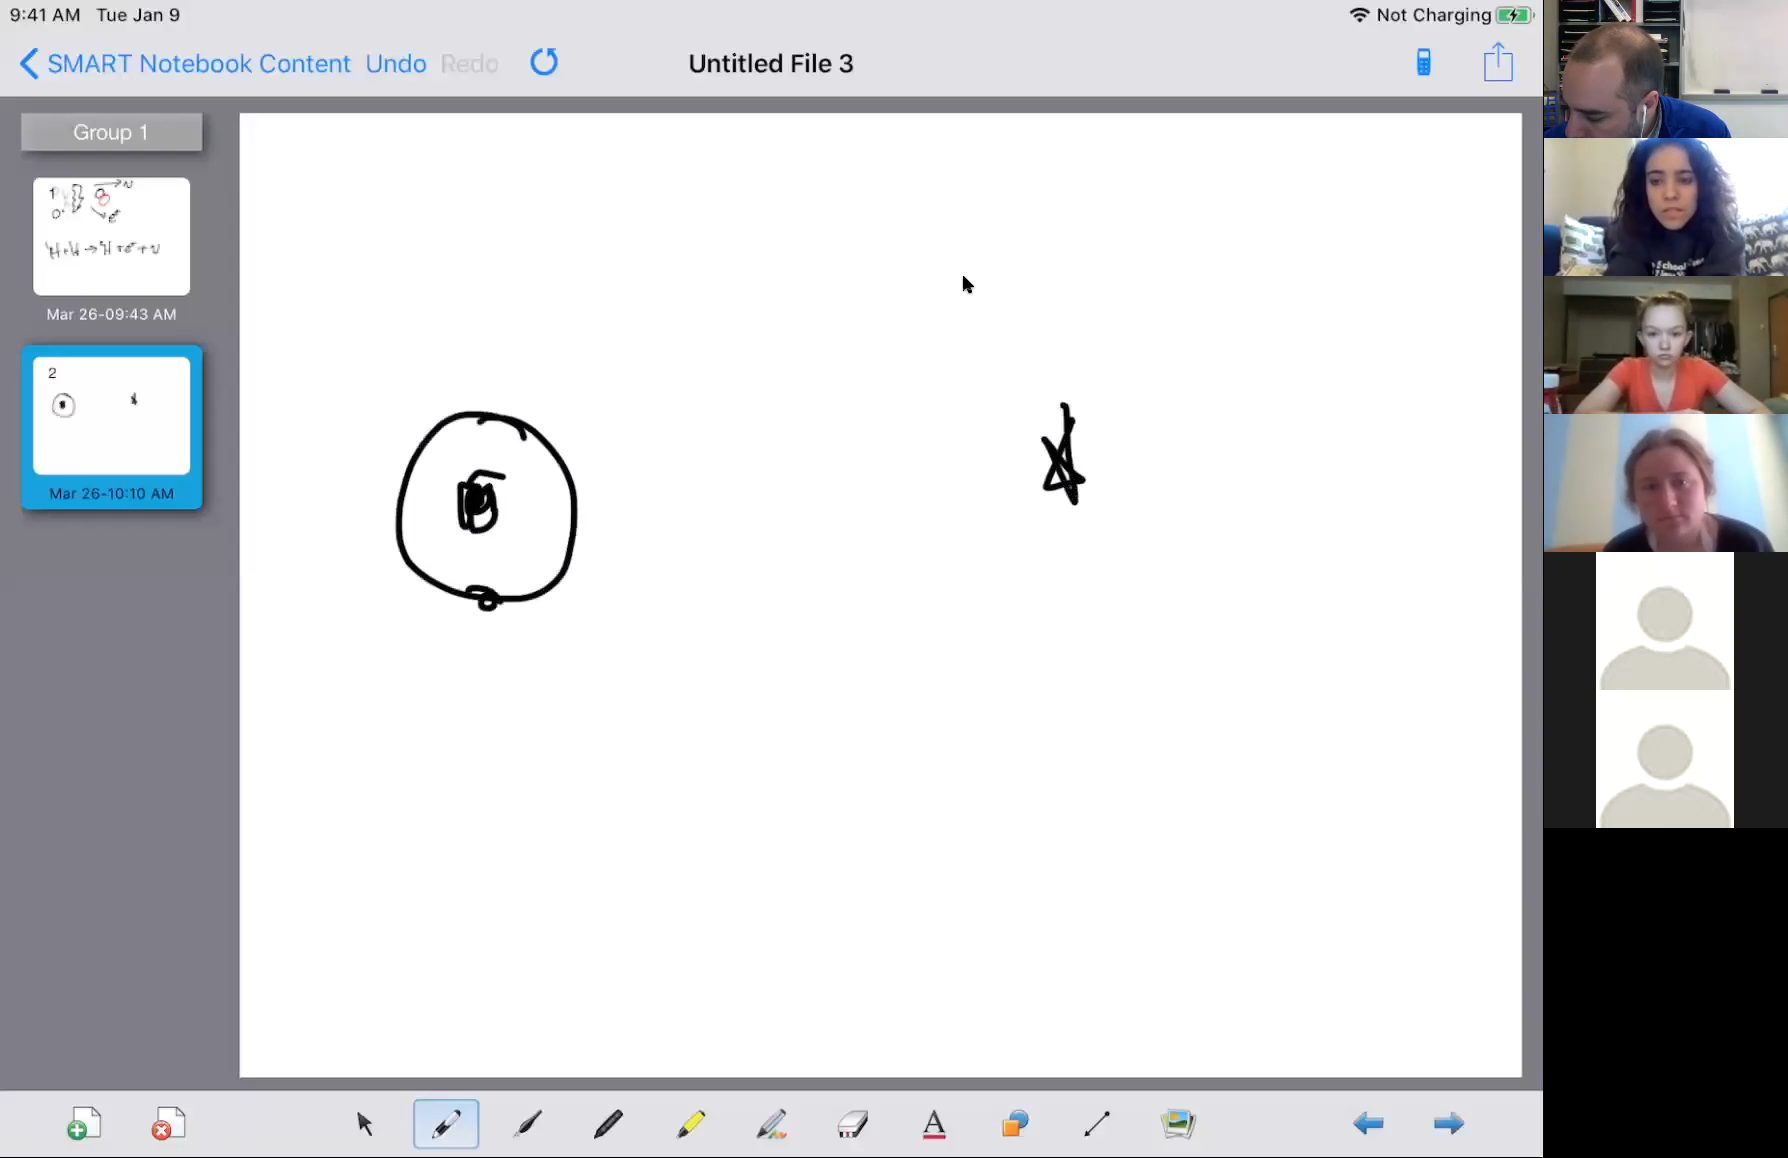 9:41 AM Tue Jan 9
Not Charging
SMART Notebook Content Undo Redo
Untitled File 3
Group 1
Mar 26-09:43 AM
2
Mar 26-10:10 AM
A
School